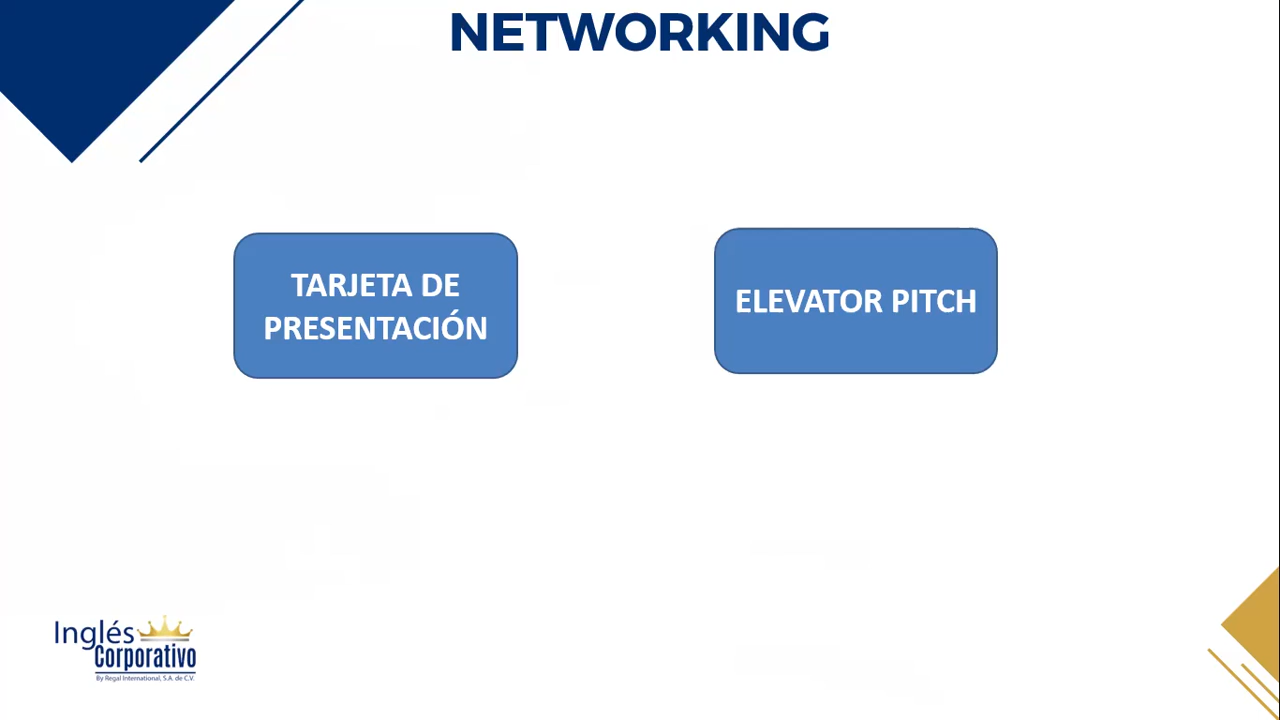 NETWORKING
TARJETA DE
PRESENTACIÓN
ELEVATOR PITCH
Inglés
Corporativo
By Regal International, S.A. de C.V.